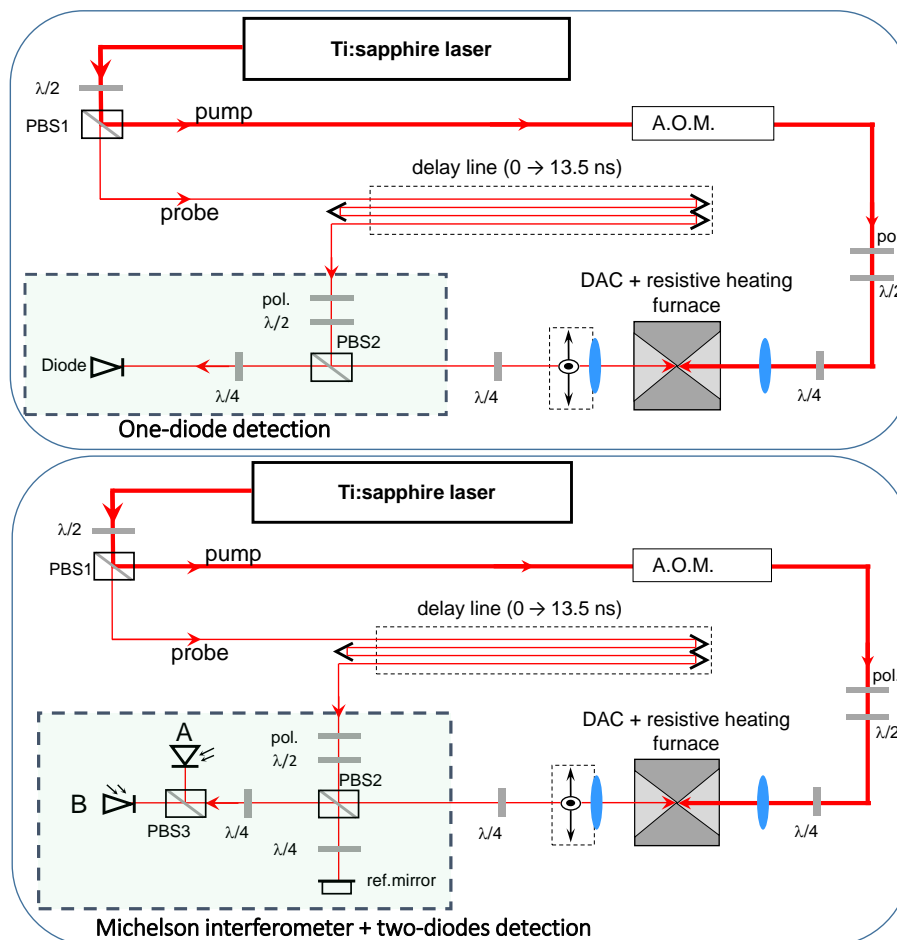 Ti:sapphire laser
λ/2
PBS1
pump
A.O.M.
delay line (0 → 13.5 ns)
probe
po
λ/2
pol.
λ/2
DAC + resistive heating
furnace
PBS2
Diode
λ/4
λ/4
λ/4
One-diode detection
Ti:sapphire laser
λ/2
PBS1
pump
A.O.M.
delay line (0 → 13.5 ns)
probe
pol.
λ/2
A
pol.
λ/2
DAC + resistive heating
furnace
PBS2
B
PBS3
λ/4
λ/4
λ/4
λ/4
ref.mirror
Michelson interferometer + two-diodes detection